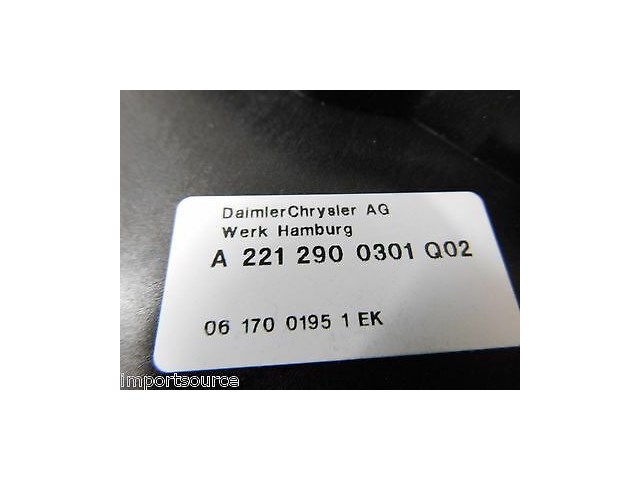 DaimlerChrysler AG
Werk Hamburg
A 221 290 0301 Q02
06 170 0195 1 EK
importsource